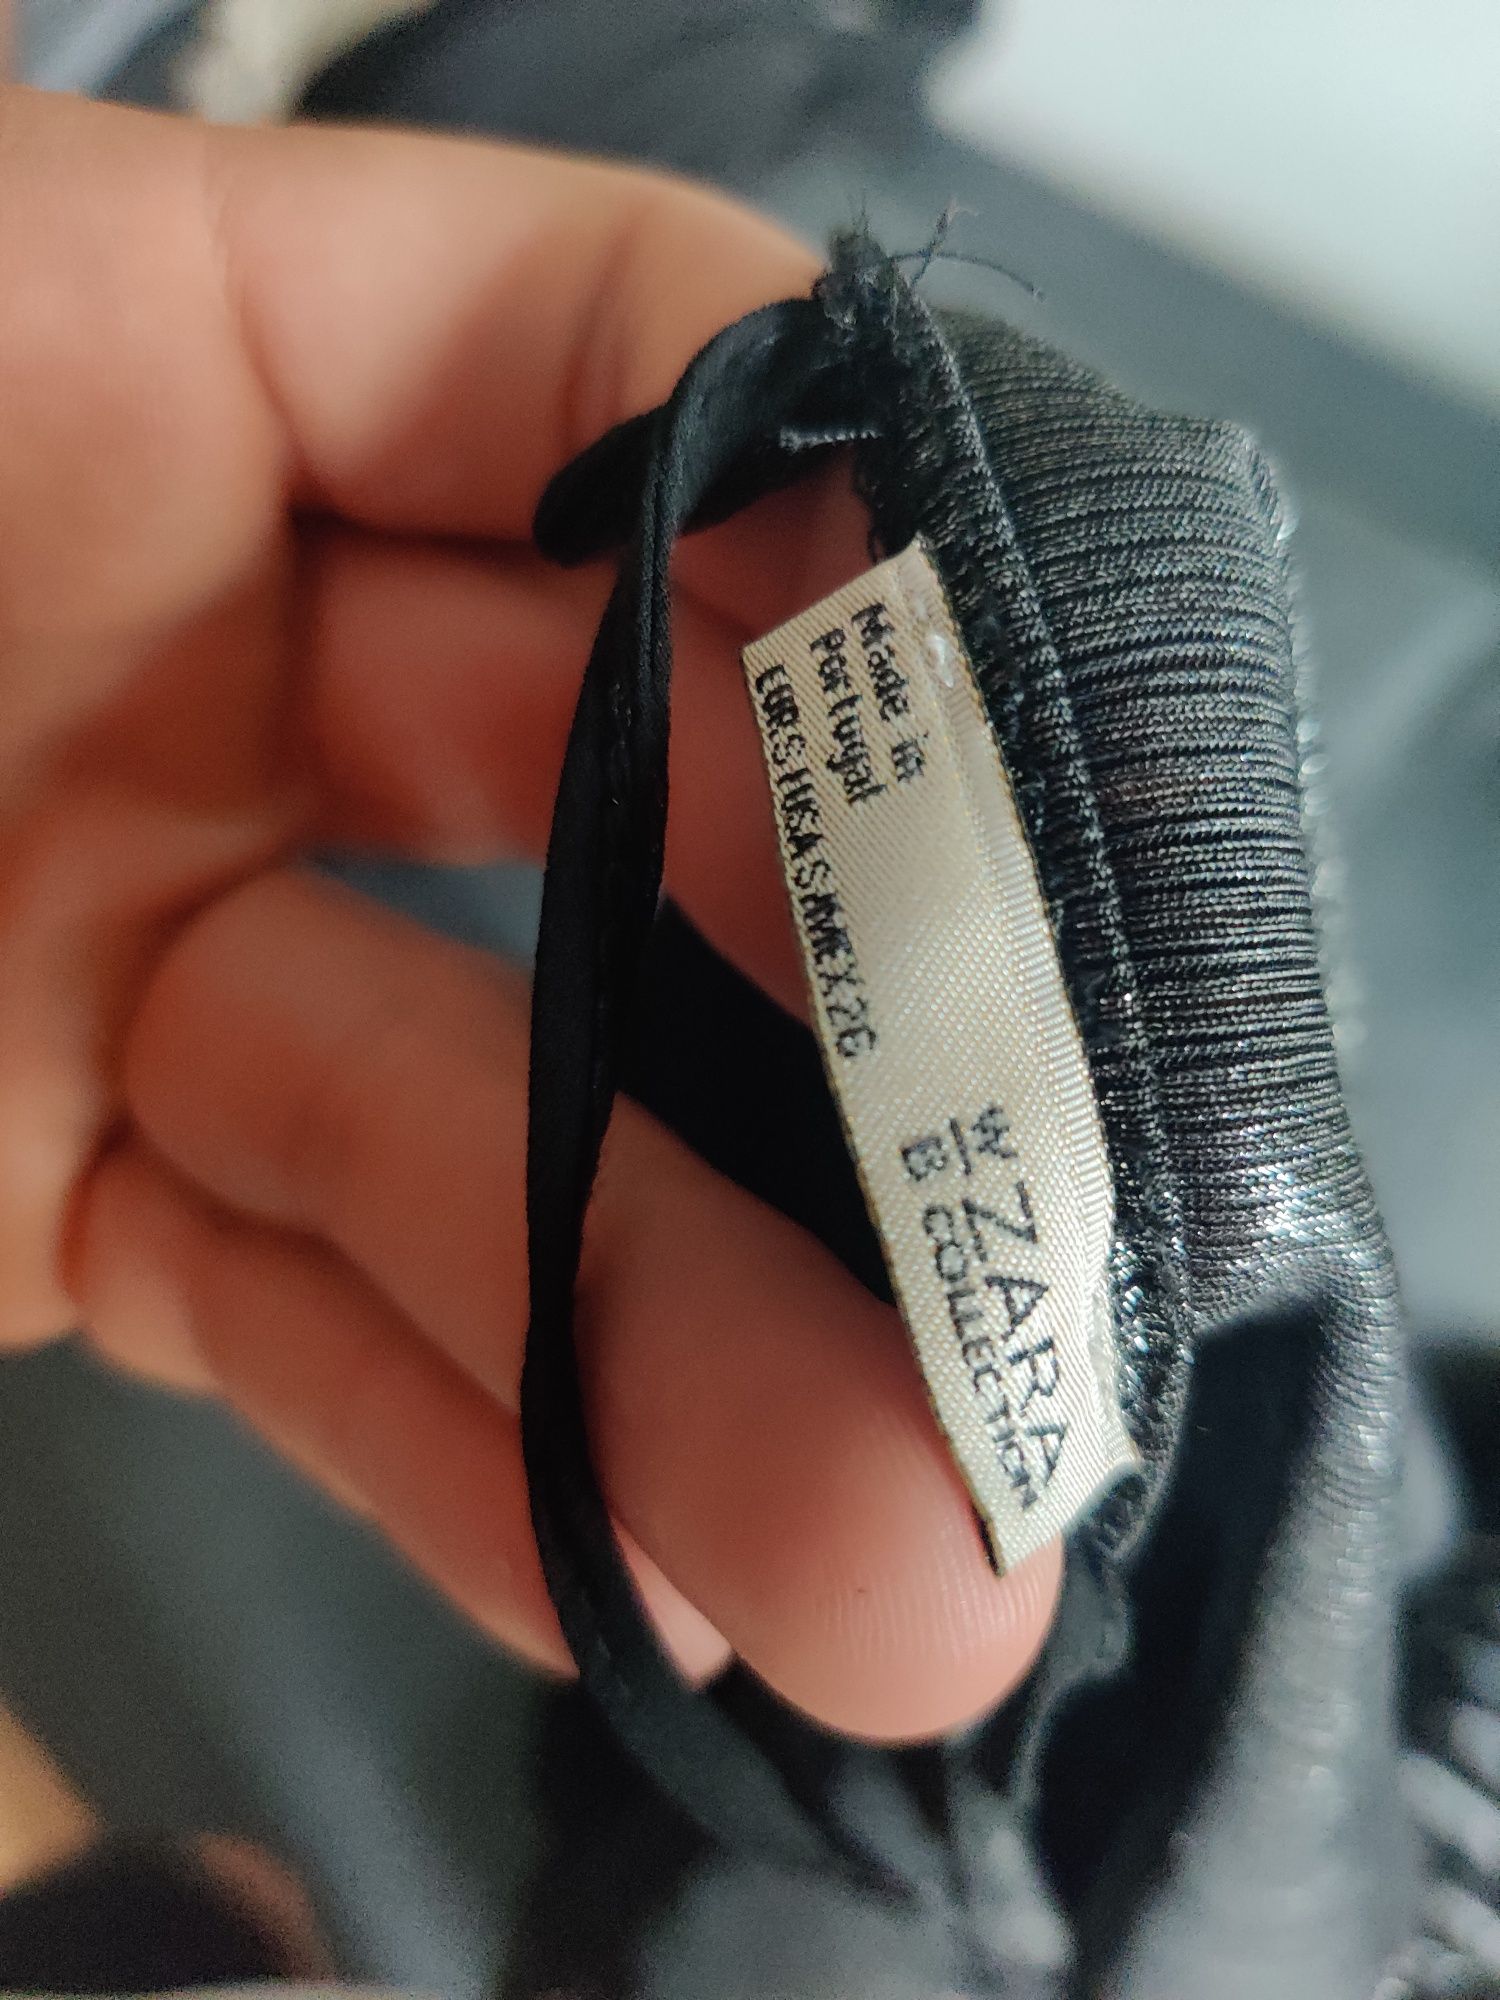 Made in
Portugal
EUR S USA S MEX 26
W ZARA
B COLLECTION